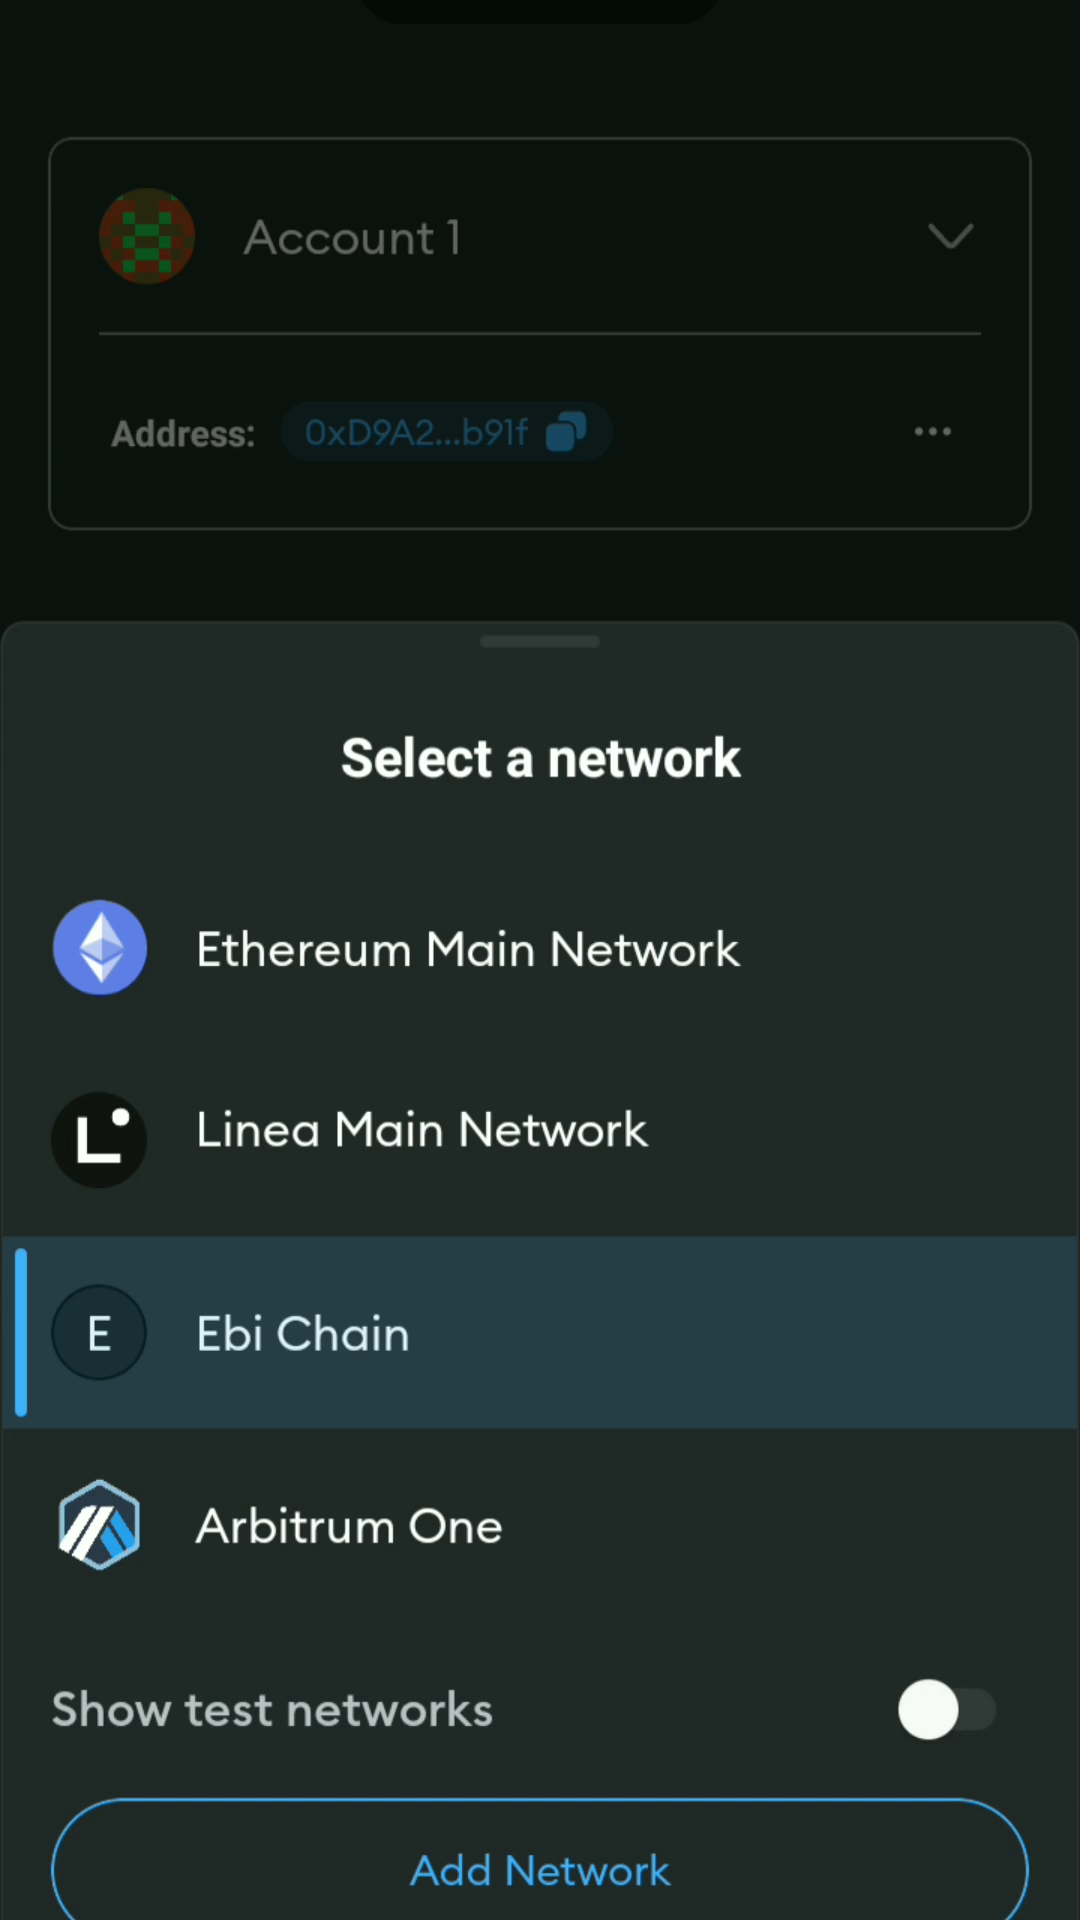 Account 1
Address: 0xD9A2...b91f
Select a network
Ethereum Main Network
Linea Main Network
E Ebi Chain
Arbitrum One
Show test networks
Add Network